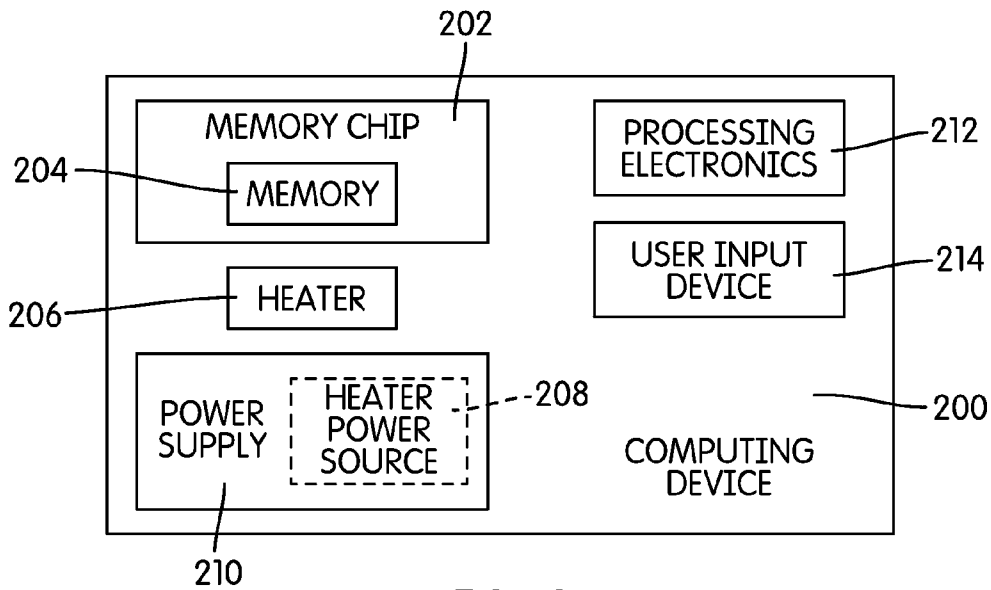 202
MEMORY CHIP
204
MEMORY
PROCESSING
ELECTRONICS
212
USER INPUT
DEVICE
214
206
HEATER
POWER
SUPPLY
HEATER
POWER
SOURCE
208
200
COMPUTING
DEVICE
210